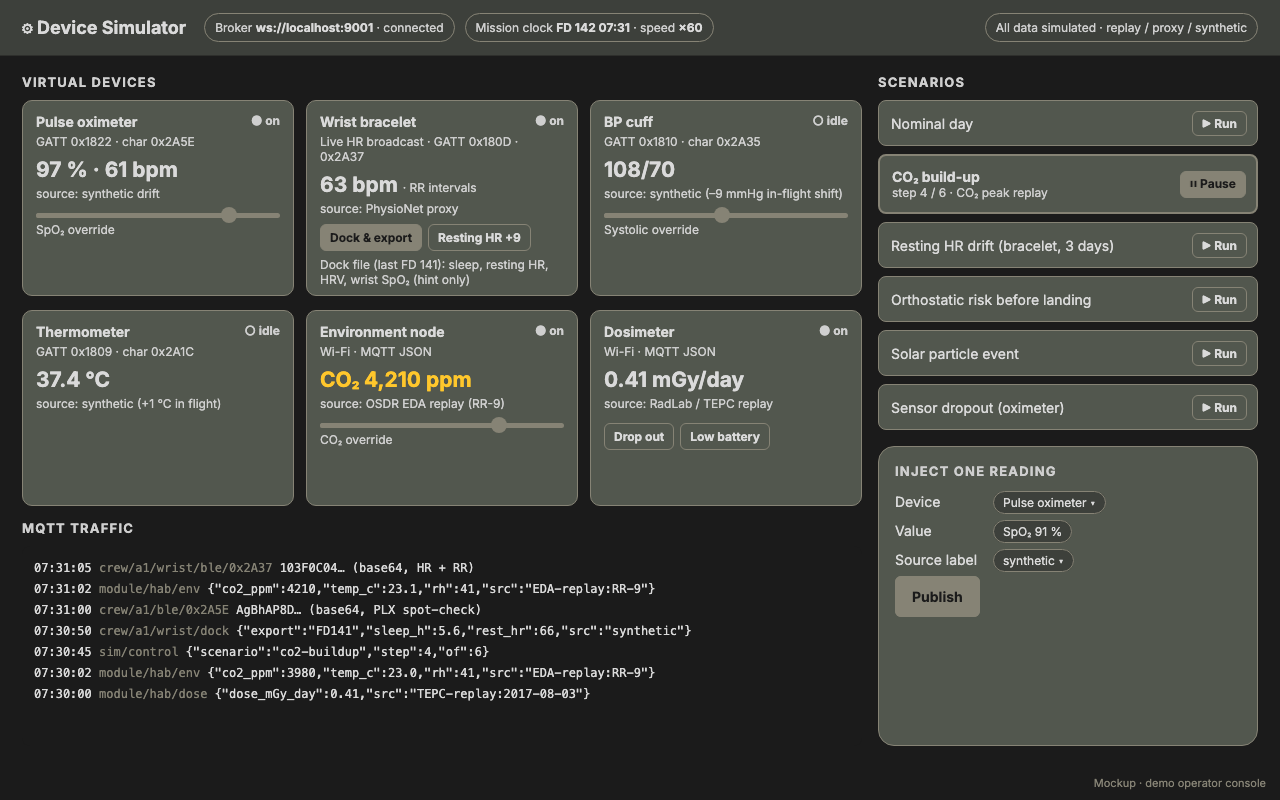 ⚙ Device Simulator
Broker ws://localhost:9001 · connected
Mission clock FD 142 07:31 · speed ×60
All data simulated · replay / proxy / synthetic
VIRTUAL DEVICES
Pulse oximeter
on
GATT 0x1822 · char 0x2A5E
97 % · 61 bpm
source: synthetic drift
SpO₂ override
Wrist bracelet
on
Live HR broadcast · GATT 0x180D ·
0x2A37
63 bpm · RR intervals
source: PhysioNet proxy
Dock & export
Resting HR +9
Dock file (last FD 141): sleep, resting HR,
HRV, wrist SpO₂ (hint only)
BP cuff
idle
GATT 0x1810 · char 0x2A35
108/70
source: synthetic (–9 mmHg in-flight shift)
Systolic override
Thermometer
idle
GATT 0x1809 · char 0x2A1C
37.4 °C
source: synthetic (+1 °C in flight)
Environment node
on
Wi-Fi · MQTT JSON
CO₂ 4,210 ppm
source: OSDR EDA replay (RR-9)
CO₂ override
Dosimeter
on
Wi-Fi · MQTT JSON
0.41 mGy/day
source: RadLab / TEPC replay
Drop out
Low battery
MQTT TRAFFIC
07:31:05 crew/a1/wrist/ble/0x2A37 103F0C04… (base64, HR + RR)
07:31:02 module/hab/env {"co2_ppm":4210,"temp_c":23.1,"rh":41,"src":"EDA-replay:RR-9"}
07:31:00 crew/a1/ble/0x2A5E AgBhAP8D… (base64, PLX spot-check)
07:30:50 crew/a1/wrist/dock {"export":"FD141","sleep_h":5.6,"rest_hr":66,"src":"synthetic"}
07:30:45 sim/control {"scenario":"co2-buildup","step":4,"of":6}
07:30:02 module/hab/env {"co2_ppm":3980,"temp_c":23.0,"rh":41,"src":"EDA-replay:RR-9"}
07:30:00 module/hab/dose {"dose_mGy_day":0.41,"src":"TEPC-replay:2017-08-03"}
SCENARIOS
Nominal day
Run
CO₂ build-up
step 4 / 6 · CO₂ peak replay
Pause
Resting HR drift (bracelet, 3 days)
Run
Orthostatic risk before landing
Run
Solar particle event
Run
Sensor dropout (oximeter)
Run
INJECT ONE READING
Device
Pulse oximeter ▾
Value
SpO₂ 91 %
Source label
synthetic ▾
Publish
Mockup · demo operator console